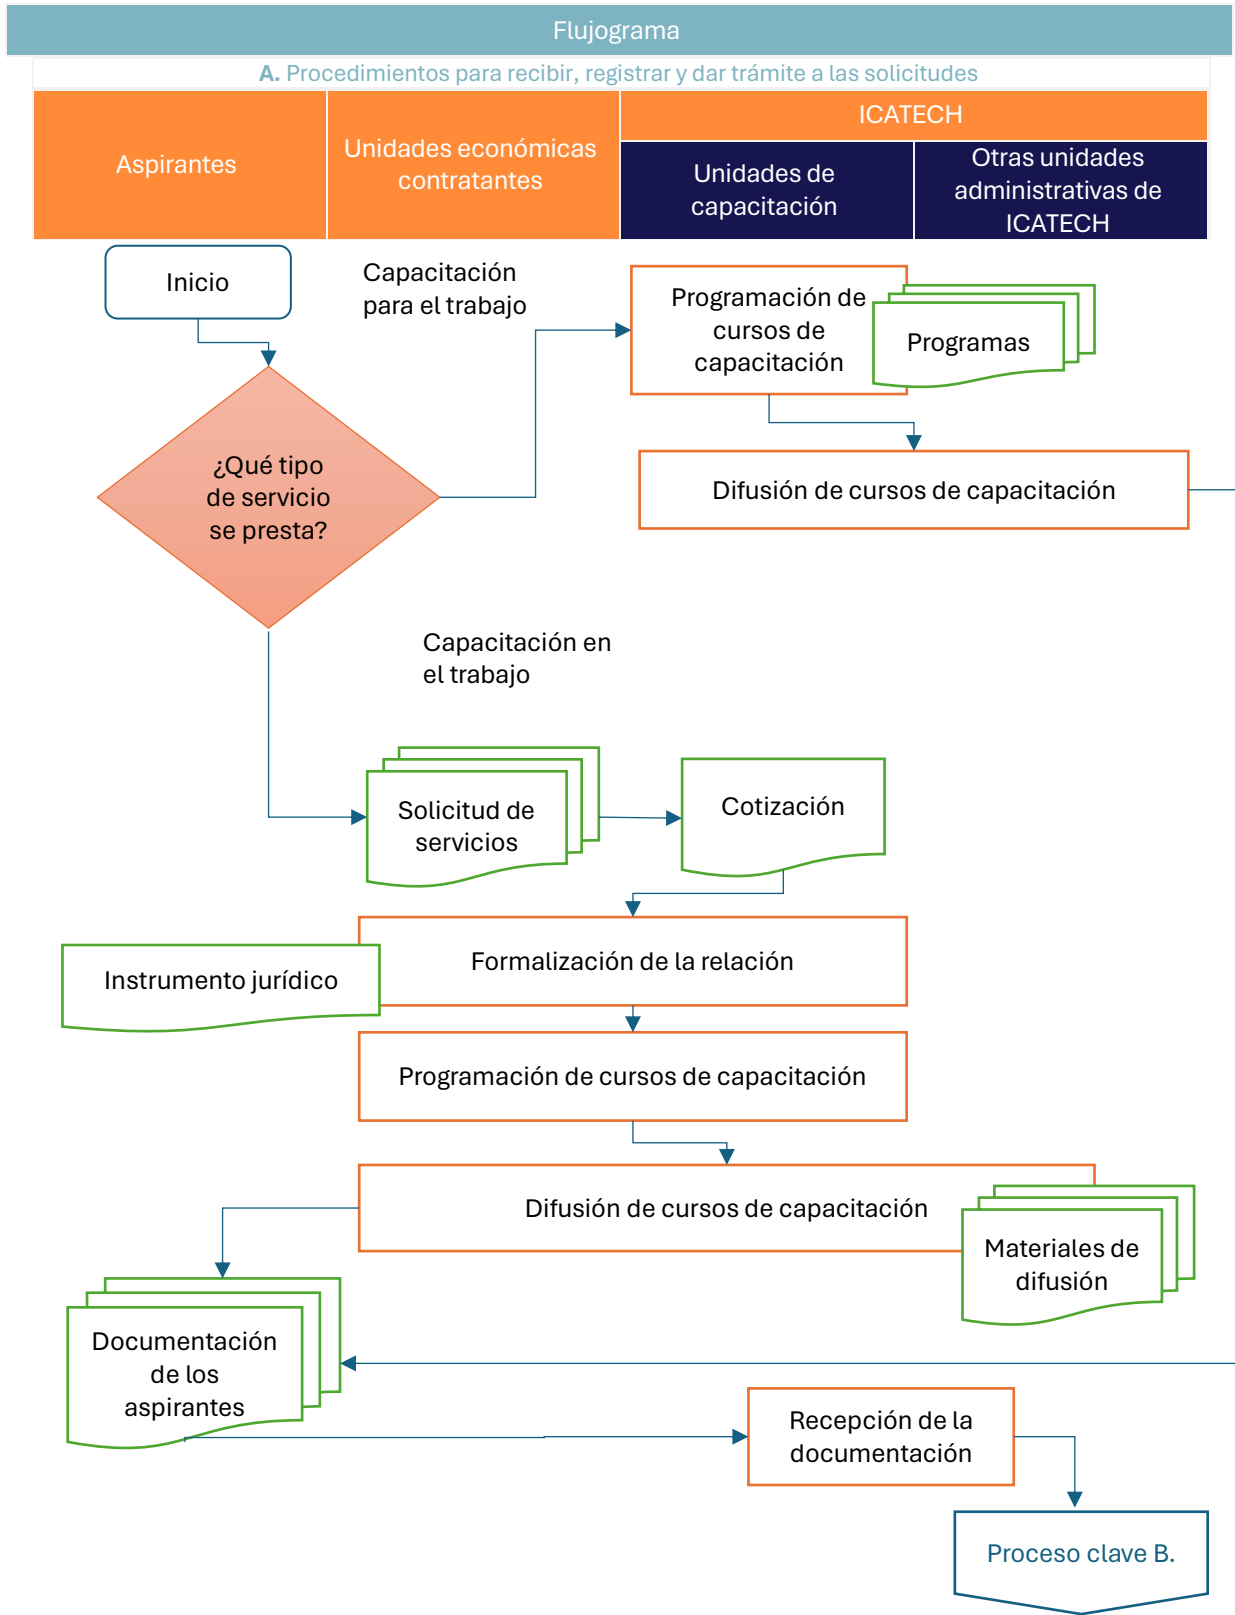 Flujograma
A. Procedimientos para recibir, registrar y dar trámite a las solicitudes
Aspirantes
Unidades económicas
contratantes
ICATECH
Unidades de
capacitación
Otras unidades
administrativas de
ICATECH
Inicio
Capacitación
para el trabajo
Programación de
cursos de
capacitación
Programas
¿Qué tipo
de servicio
se presta?
Difusión de cursos de capacitación
Capacitación en
el trabajo
Solicitud de
servicios
Cotización
Formalización de la relación
Instrumento jurídico
Programación de cursos de capacitación
Difusión de cursos de capacitación
Materiales de
difusión
Documentación
de los
aspirantes
Recepción de la
documentación
Proceso clave B.